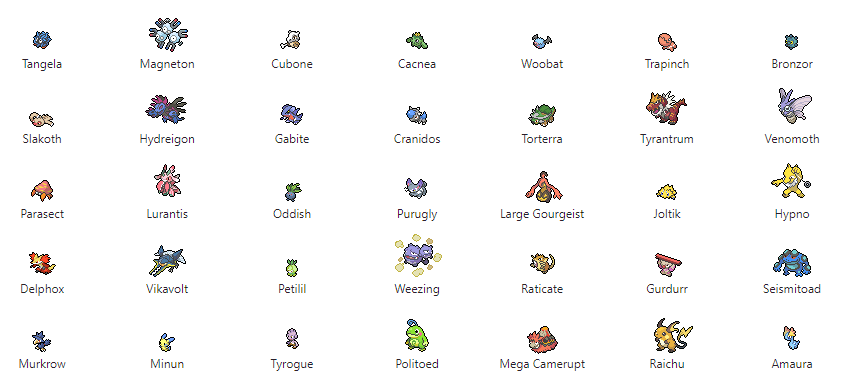 Tangela Magneton Cubone Cacnea Woobat Trapinch Bronzor
Slakoth Hydreigon Gabite Cranidos Torterra Tyrantrum Venomoth
Parasect Lurantis Oddish Purugly Large Gourgeist Joltik Hypno
Delphox Vikavolt Petilil Weezing Raticate Gurdurr Seismitoad
Murkrow Minun Tyrogue Politoed Mega Camerupt Raichu Amaura